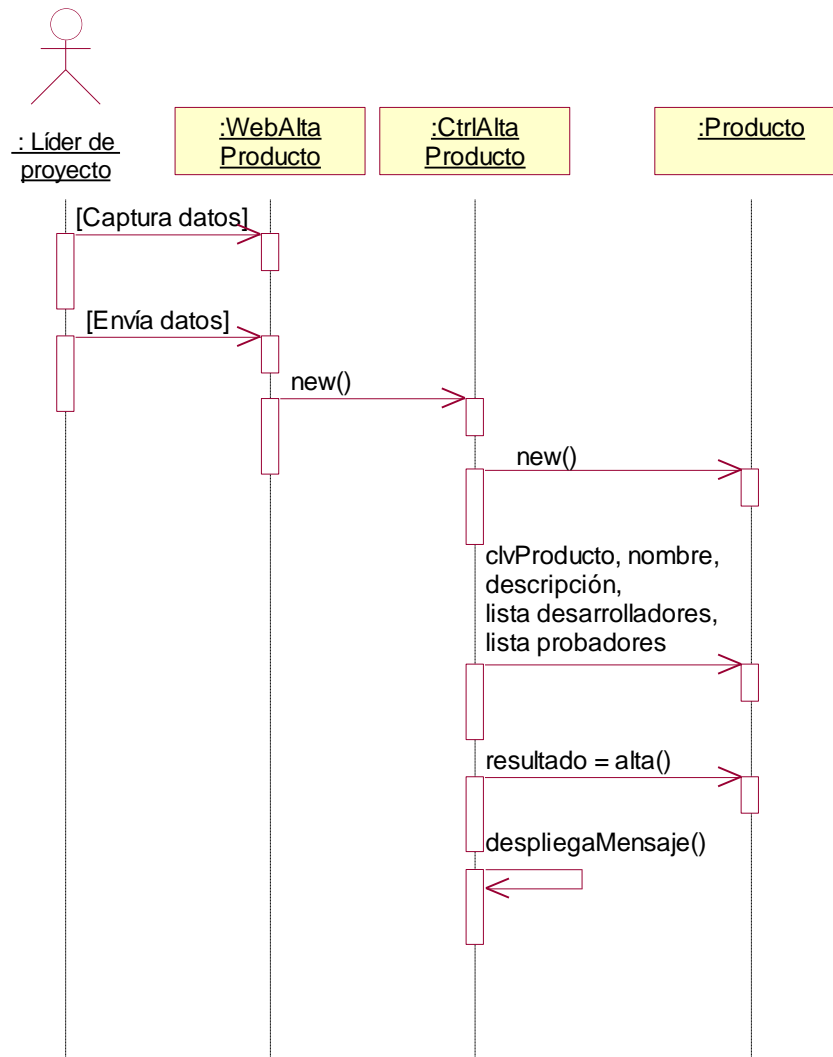 : Líder de
proyecto
:WebAlta
Producto
:CtrlAlta
Producto
:Producto
[Captura datos]
[Envía datos]
new()
new()
clvProducto, nombre,
descripción,
lista desarrolladores,
lista probadores
resultado = alta()
despliegaMensaje()